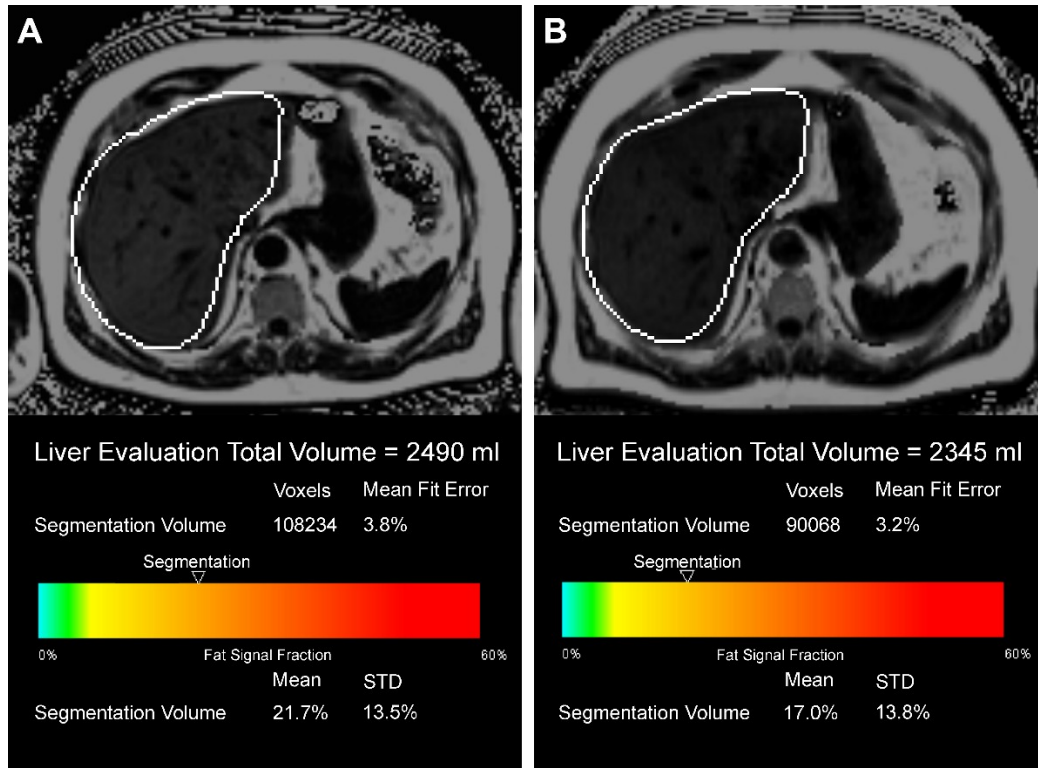 A
Liver Evaluation Total Volume = 2490 ml
Voxels Mean Fit Error
Segmentation Volume 108234 3.8%
Segmentation
0% Fat Signal Fraction 60%
Mean STD
Segmentation Volume 21.7% 13.5%
B
Liver Evaluation Total Volume = 2345 ml
Voxels Mean Fit Error
Segmentation Volume 90068 3.2%
Segmentation
0% Fat Signal Fraction 60%
Mean STD
Segmentation Volume 17.0% 13.8%